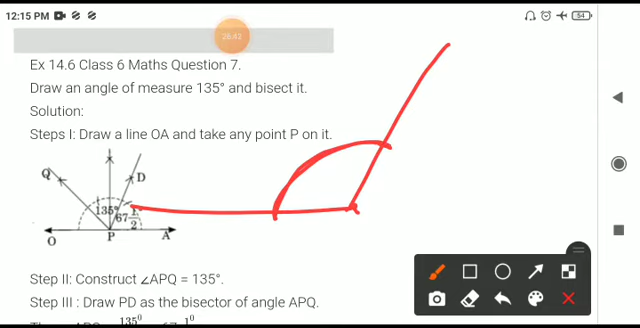 12:15 PM
54
26:42
Ex 14.6 Class 6 Maths Question 7.
Draw an angle of measure 135° and bisect it.
Solution:
Steps I: Draw a line OA and take any point P on it.
Q
D
135°
67 1/2
O
P
A
Step II: Construct ∠APQ = 135°.
Step III : Draw PD as the bisector of angle APQ.